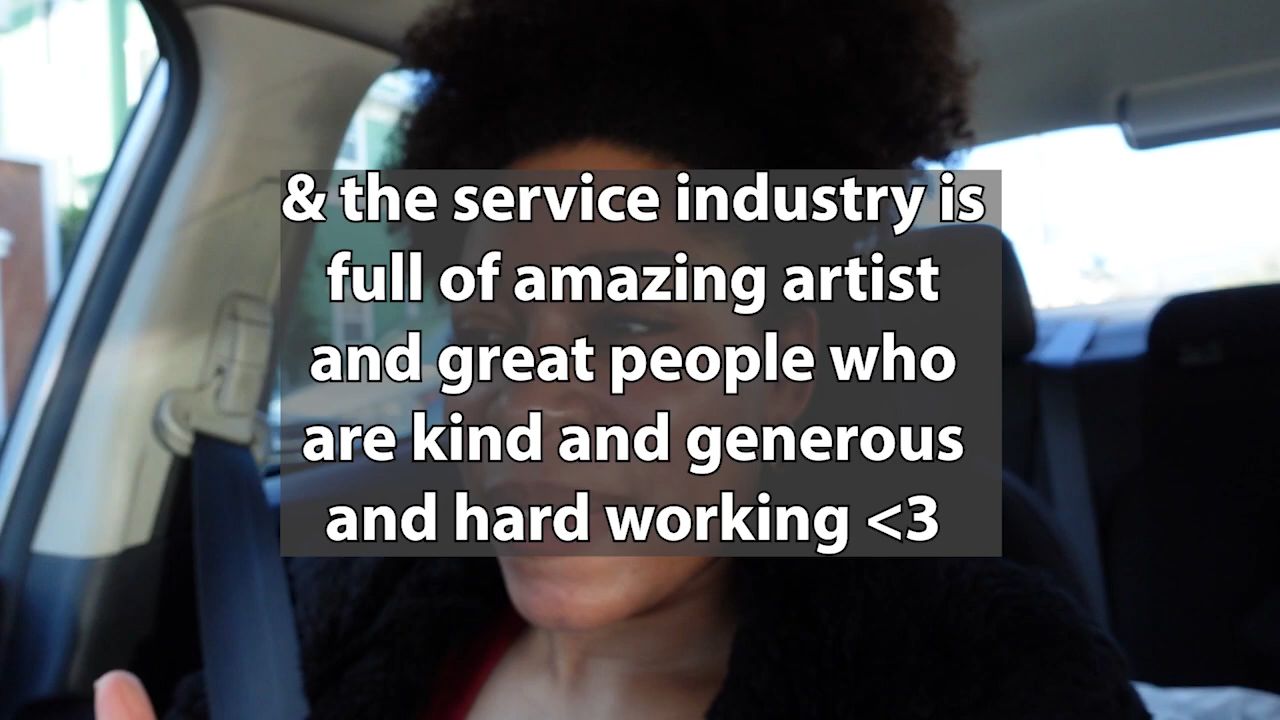 & the service industry is
full of amazing artist
and great people who
are kind and generous
and hard working <3